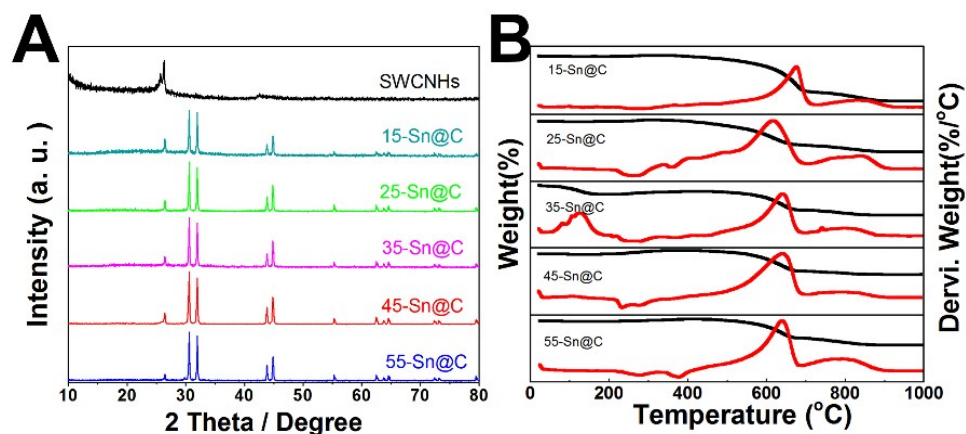 A
Intensity (a. u.)
SWCNHs
15-Sn@C
25-Sn@C
35-Sn@C
45-Sn@C
55-Sn@C
10 20 30 40 50 60 70 80
2 Theta / Degree
B
Weight(%)
15-Sn@C
25-Sn@C
35-Sn@C
45-Sn@C
55-Sn@C
Dervi. Weight(%/°C)
0 200 400 600 800 1000
Temperature (°C)